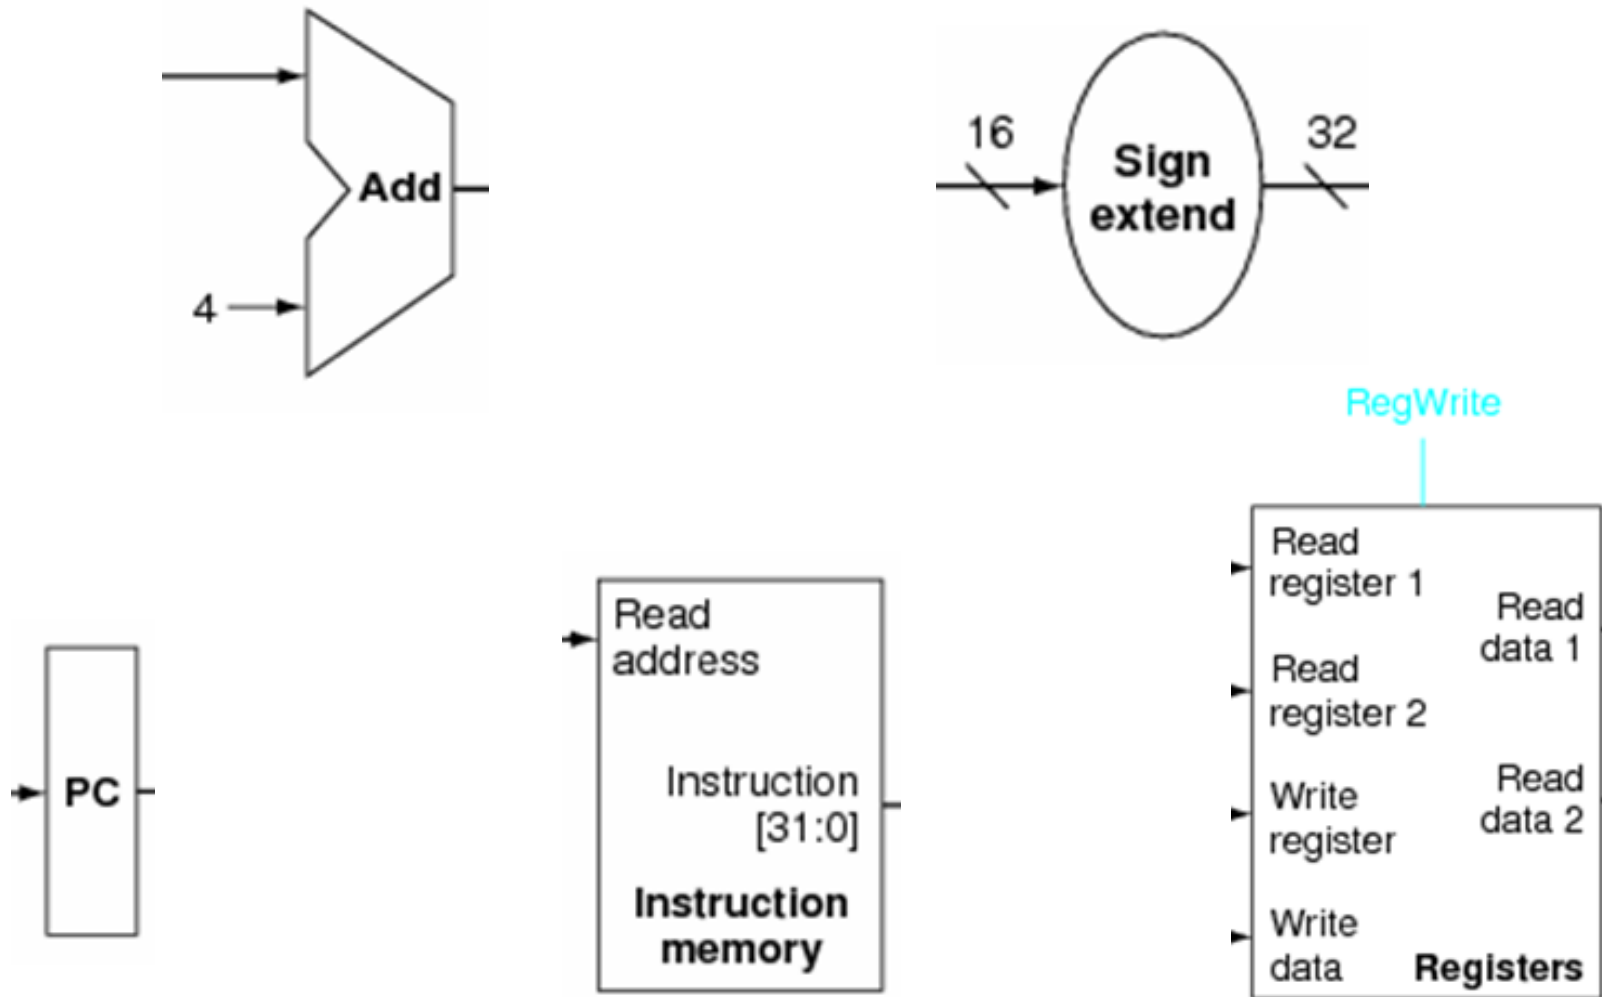 Add
4
16
Sign
extend
32
RegWrite
PC
Read
address
Instruction
[31:0]
Instruction
memory
Read
register 1
Read
register 2
Write
register
Write
data
Read
data 1
Read
data 2
Registers